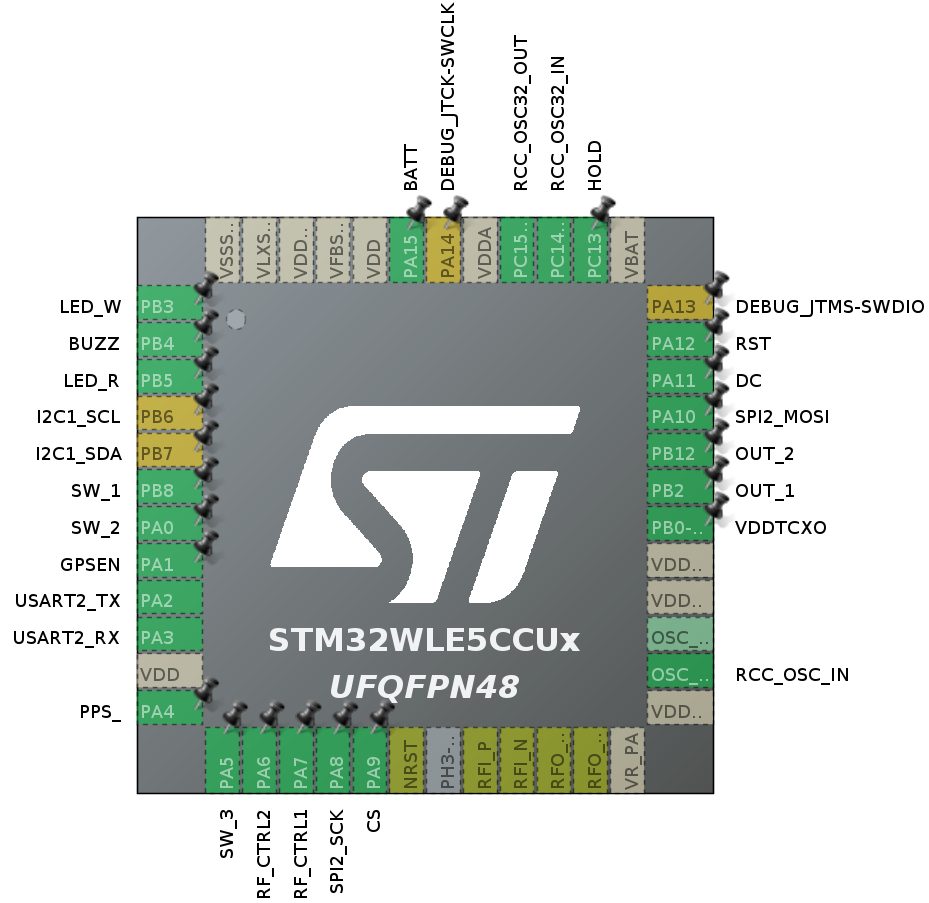 BATT
DEBUG_JTCK-SWCLK
RCC_OSC32_OUT
RCC_OSC32_IN
HOLD
VSSS..
VLXS..
VDD..
VFBS..
VDD
PA15
PA14
VDDA
PC15..
PC14..
PC13
VBAT
LED_W
PB3
BUZZ
PB4
LED_R
PB5
I2C1_SCL
PB6
I2C1_SDA
PB7
SW_1
PB8
SW_2
PA0
GPSEN
PA1
USART2_TX
PA2
USART2_RX
PA3
VDD
PPS_
PA4
PA13
DEBUG_JTMS-SWDIO
PA12
RST
PA11
DC
PA10
SPI2_MOSI
PB12
OUT_2
PB2
OUT_1
PB0-..
VDDTCXO
VDD..
VDD..
OSC_..
OSC_..
RCC_OSC_IN
VDD..
ST
STM32WLE5CCUx
UFQFPN48
PA5
PA6
PA7
PA8
PA9
NRST
PH3-..
RFI_P
RFI_N
RFO_..
RFO_..
VR_PA
SW_3
RF_CTRL2
RF_CTRL1
SPI2_SCK
CS